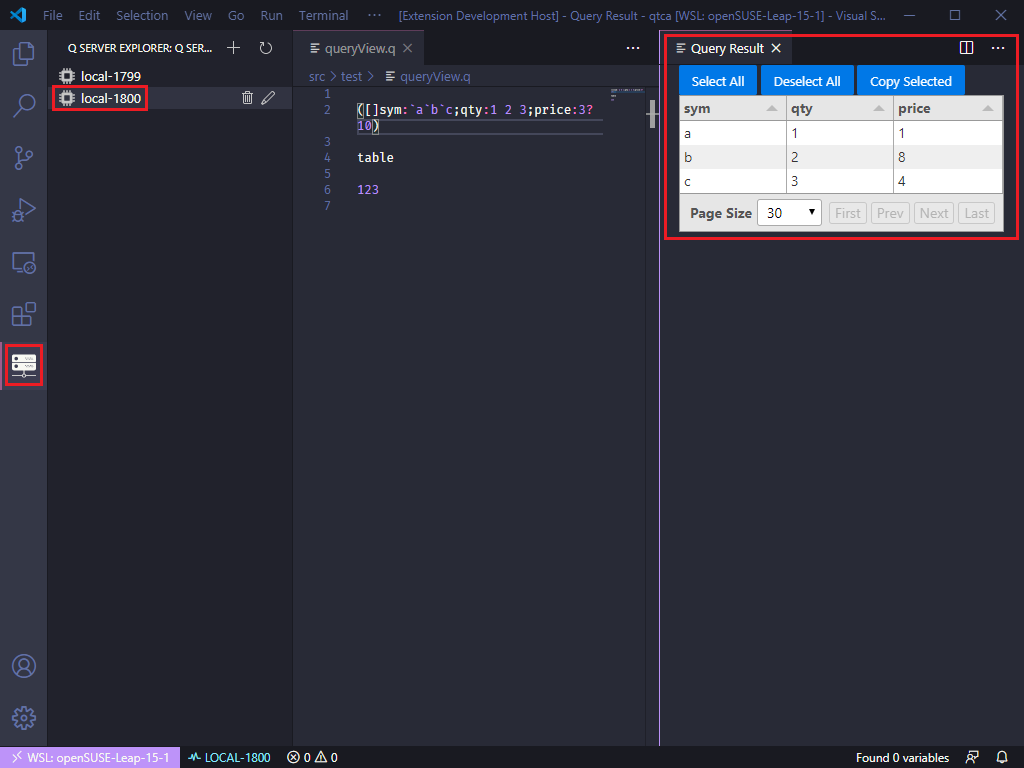 File Edit Selection View Go Run Terminal ··· [Extension Development Host] - Query Result - qtca [WSL: openSUSE-Leap-15-1] - Visual S...
Q SERVER EXPLORER: Q SER...
local-1799
local-1800
queryView.q
src > test > queryView.q
1
2 ([]sym:`a`b`c;qty:1 2 3;price:3?
10)
3
4 table
5
6 123
7
Query Result
Select All Deselect All Copy Selected
sym qty price
a 1 1
b 2 8
c 3 4
Page Size 30 First Prev Next Last
WSL: openSUSE-Leap-15-1 LOCAL-1800 0 0 Found 0 variables